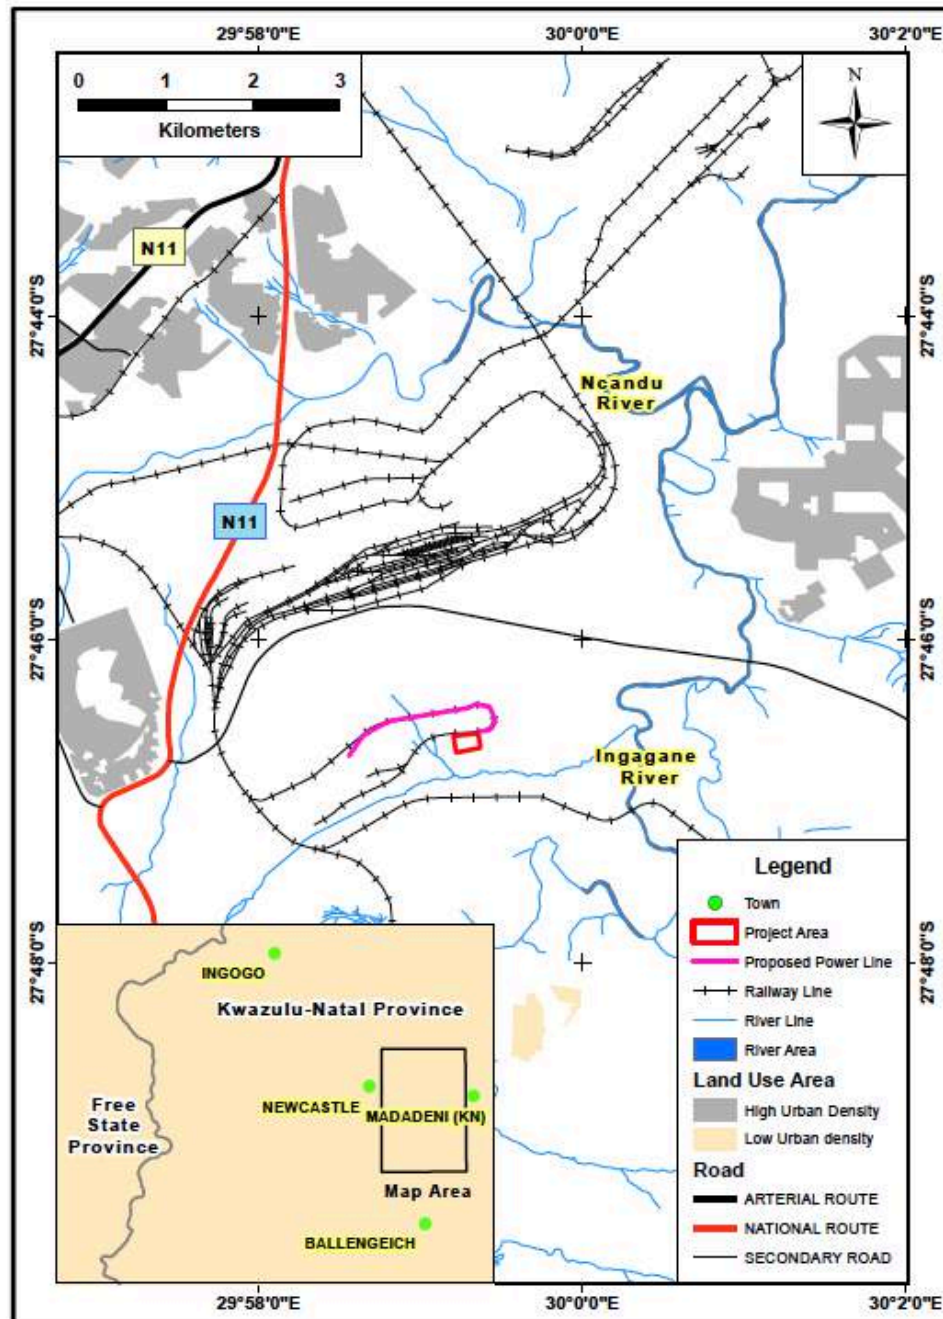 29°58'0"E
30°0'0"E
30°2'0"E
0
1
2
3
Kilometers
N
N11
27°44'0"S
27°44'0"S
Ncandu
River
N11
27°46'0"S
27°46'0"S
Ingagane
River
27°48'0"S
27°48'0"S
Legend
Town
Project Area
Proposed Power Line
Railway Line
River Line
River Area
Land Use Area
High Urban Density
Low Urban density
Road
ARTERIAL ROUTE
NATIONAL ROUTE
SECONDARY ROAD
INGOGO
Kwazulu-Natal Province
Free
State
Province
NEWCASTLE
MADADENI (KN)
Map Area
BALLENGEICH
29°58'0"E
30°0'0"E
30°2'0"E